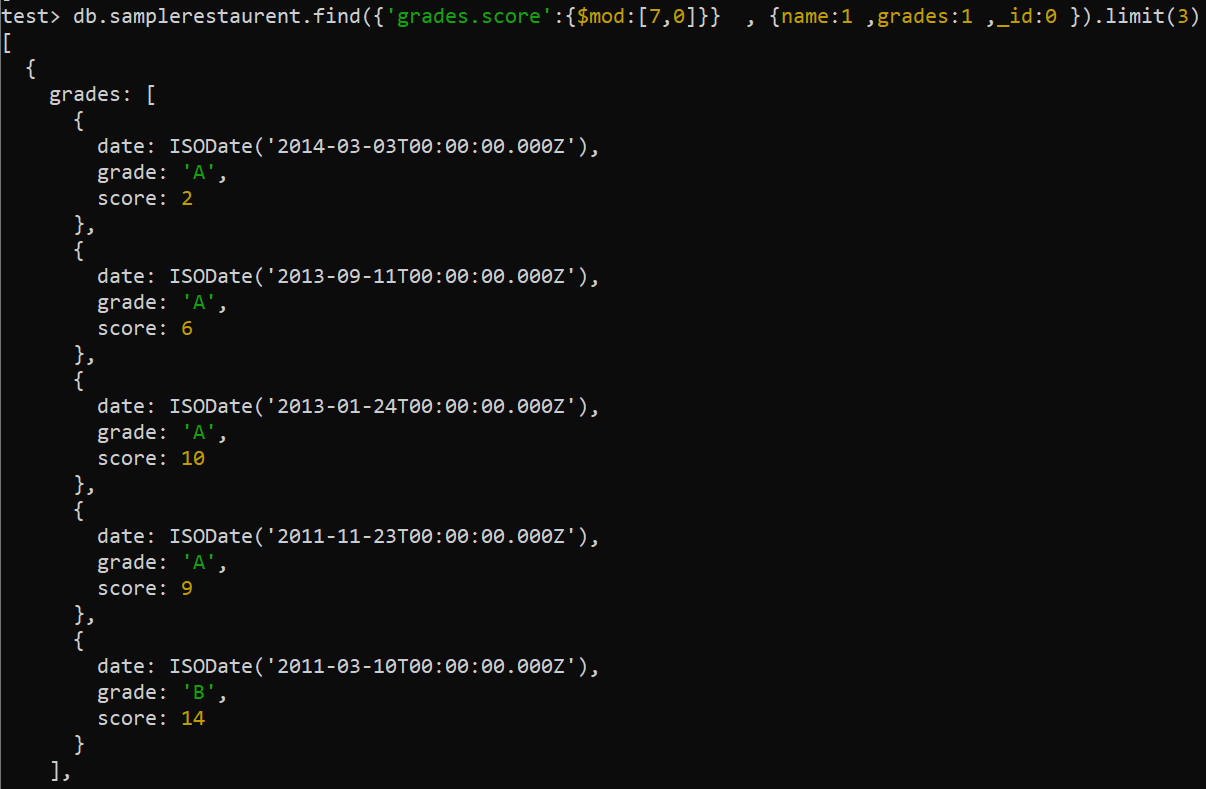 test> db.samplerestaurent.find({'grades.score':{$mod:[7,0]}}  , {name:1 ,grades:1 ,_id:0 }).limit(3)
[
  {
    grades: [
      {
        date: ISODate('2014-03-03T00:00:00.000Z'),
        grade: 'A',
        score: 2
      },
      {
        date: ISODate('2013-09-11T00:00:00.000Z'),
        grade: 'A',
        score: 6
      },
      {
        date: ISODate('2013-01-24T00:00:00.000Z'),
        grade: 'A',
        score: 10
      },
      {
        date: ISODate('2011-11-23T00:00:00.000Z'),
        grade: 'A',
        score: 9
      },
      {
        date: ISODate('2011-03-10T00:00:00.000Z'),
        grade: 'B',
        score: 14
      }
    ],